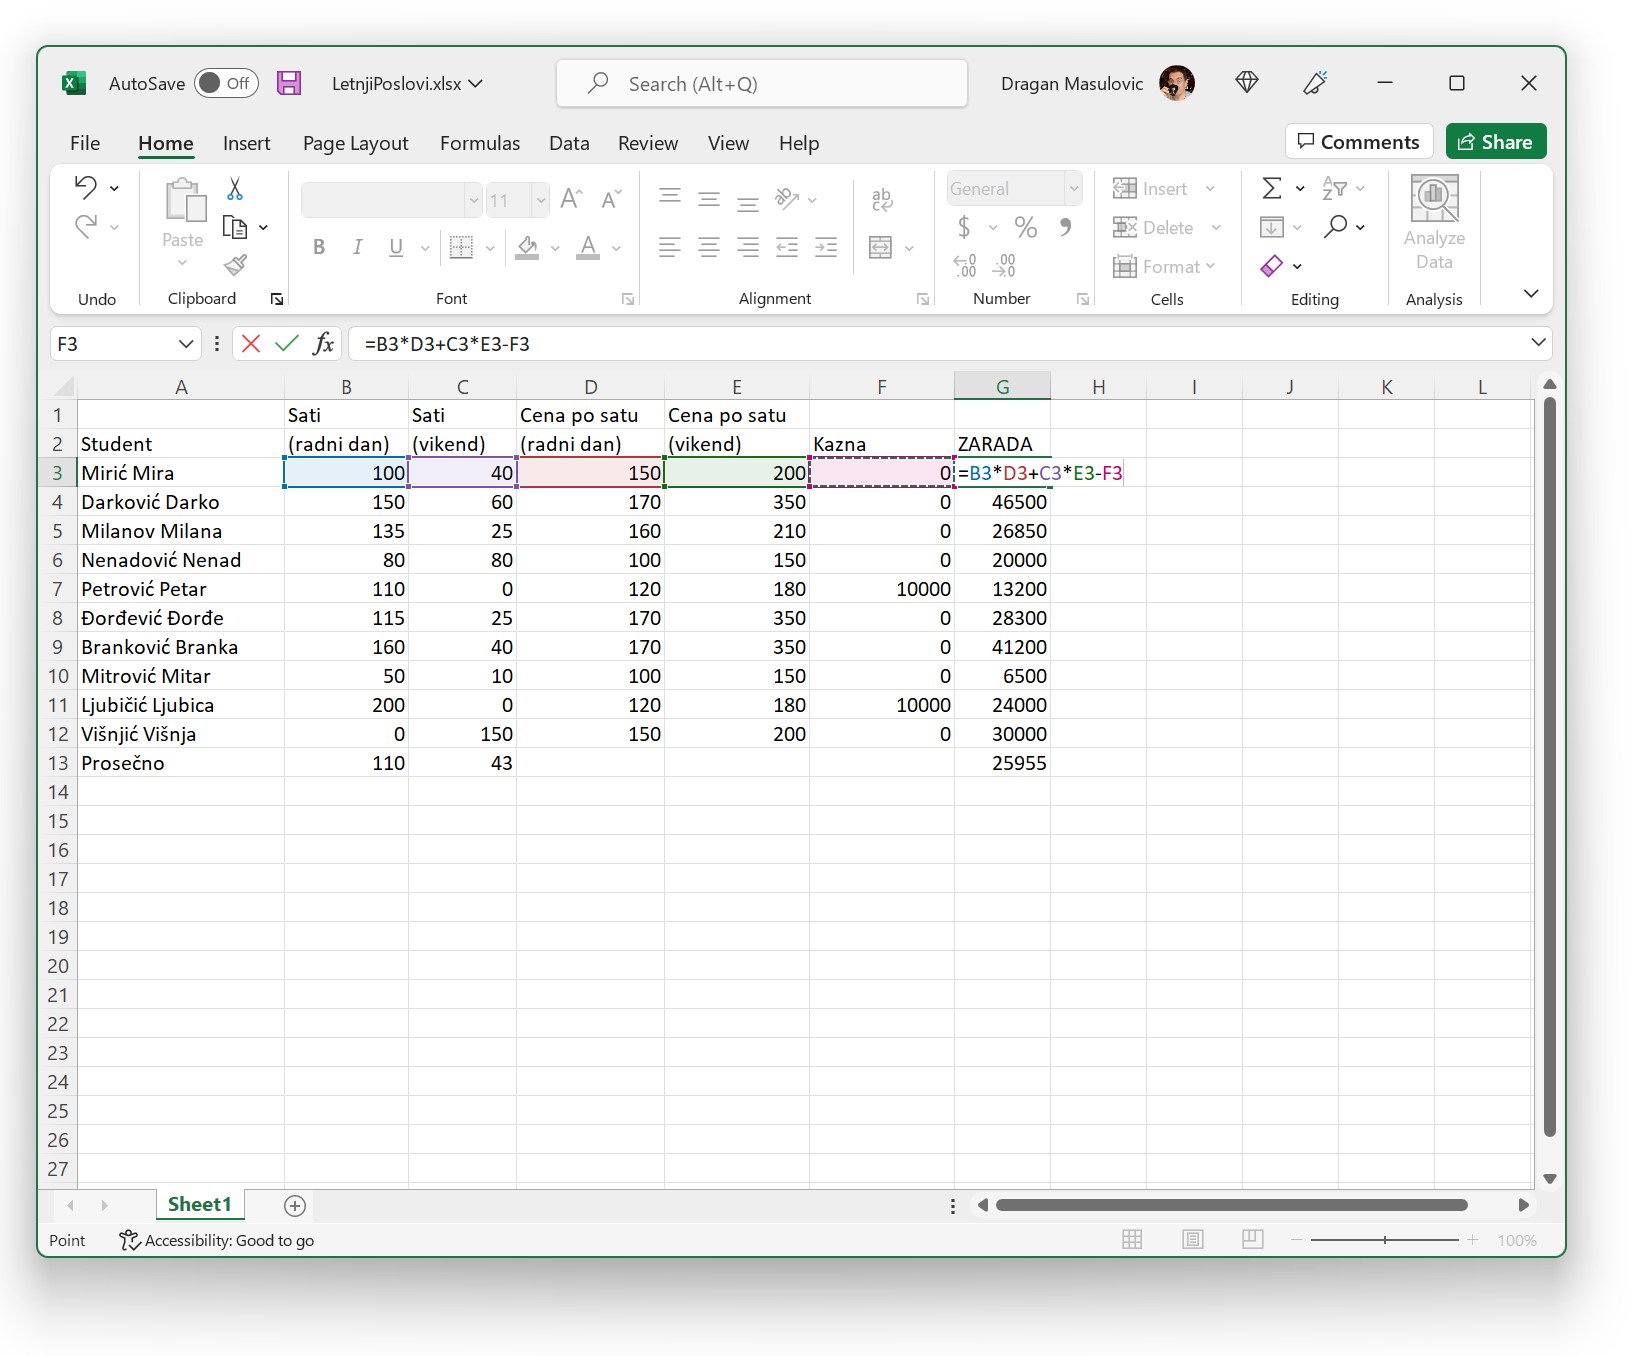 AutoSave Off LetnjiPoslovi.xlsx Search (Alt+Q) Dragan Masulovic
File Home Insert Page Layout Formulas Data Review View Help Comments Share
Paste
11
B I U A
ab
c
General
$ % 9
Insert
Delete
Format
Analyze
Data
Undo Clipboard Font Alignment Number Cells Editing Analysis
F3 fx =B3*D3+C3*E3-F3
A B C D E F G H I J K L
1 Sati Sati Cena po satu Cena po satu
2 Student (radni dan) (vikend) (radni dan) (vikend) Kazna ZARADA
3 Mirić Mira 100 40 150 200 0 =B3*D3+C3*E3-F3
4 Darković Darko 150 60 170 350 0 46500
5 Milanov Milana 135 25 160 210 0 26850
6 Nenadović Nenad 80 80 100 150 0 20000
7 Petrović Petar 110 0 120 180 10000 13200
8 Đorđević Đorđe 115 25 170 350 0 28300
9 Branković Branka 160 40 170 350 0 41200
10 Mitrović Mitar 50 10 100 150 0 6500
11 Ljubičić Ljubica 200 0 120 180 10000 24000
12 Višnjić Višnja 0 150 150 200 0 30000
13 Prosečno 110 43 25955
14
15
16
17
18
19
20
21
22
23
24
25
26
27
Sheet1
Point Accessibility: Good to go 100%